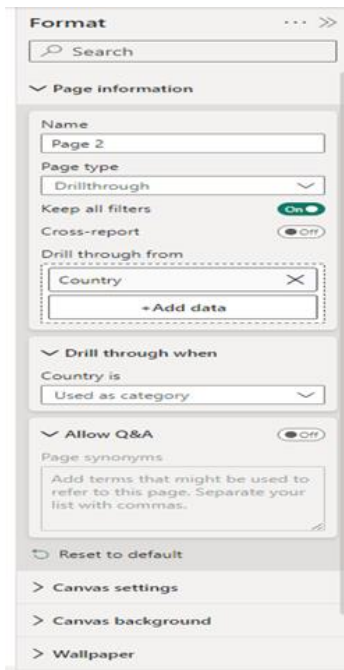 Format
Search
Page information
Name
Page 2
Page type
Drillthrough
Keep all filters On
Cross-report Off
Drill through from
Country
+Add data
Drill through when
Country is
Used as category
Allow Q&A Off
Page synonyms
Add terms that might be used to
refer to this page. Separate your
list with commas.
Reset to default
Canvas settings
Canvas background
Wallpaper